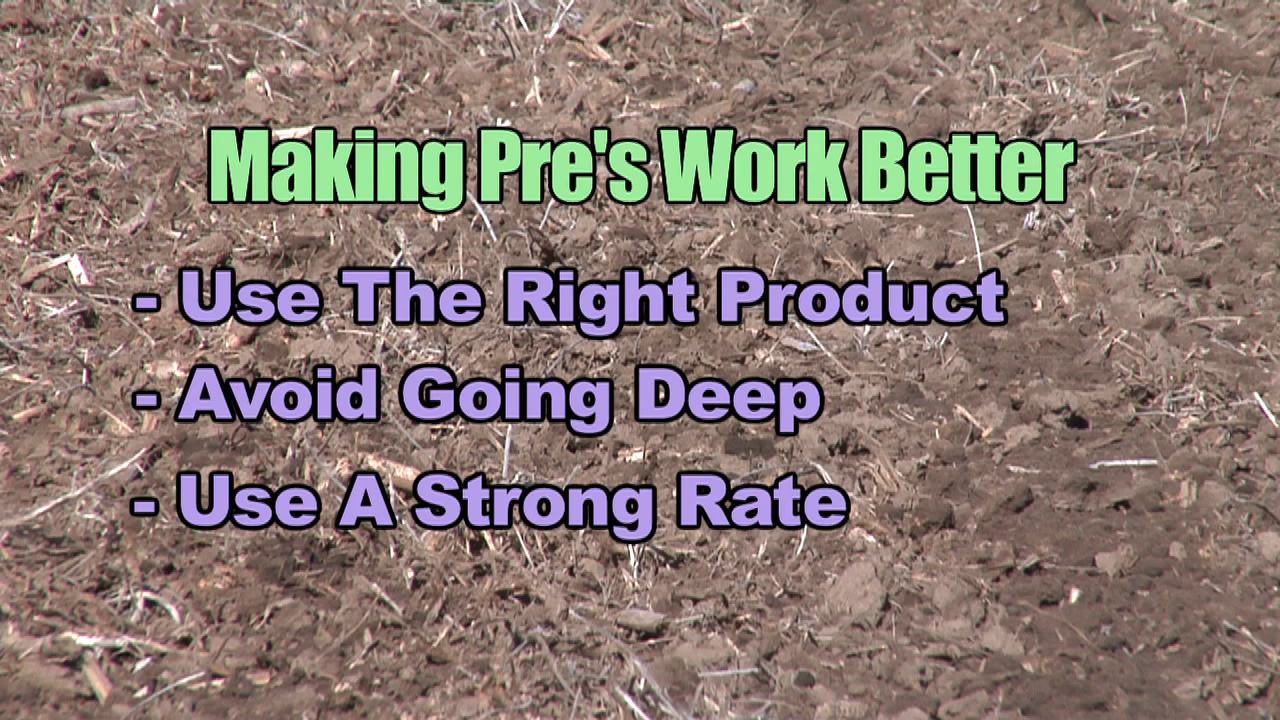 Making Pre's Work Better
- Use The Right Product
- Avoid Going Deep
- Use A Strong Rate